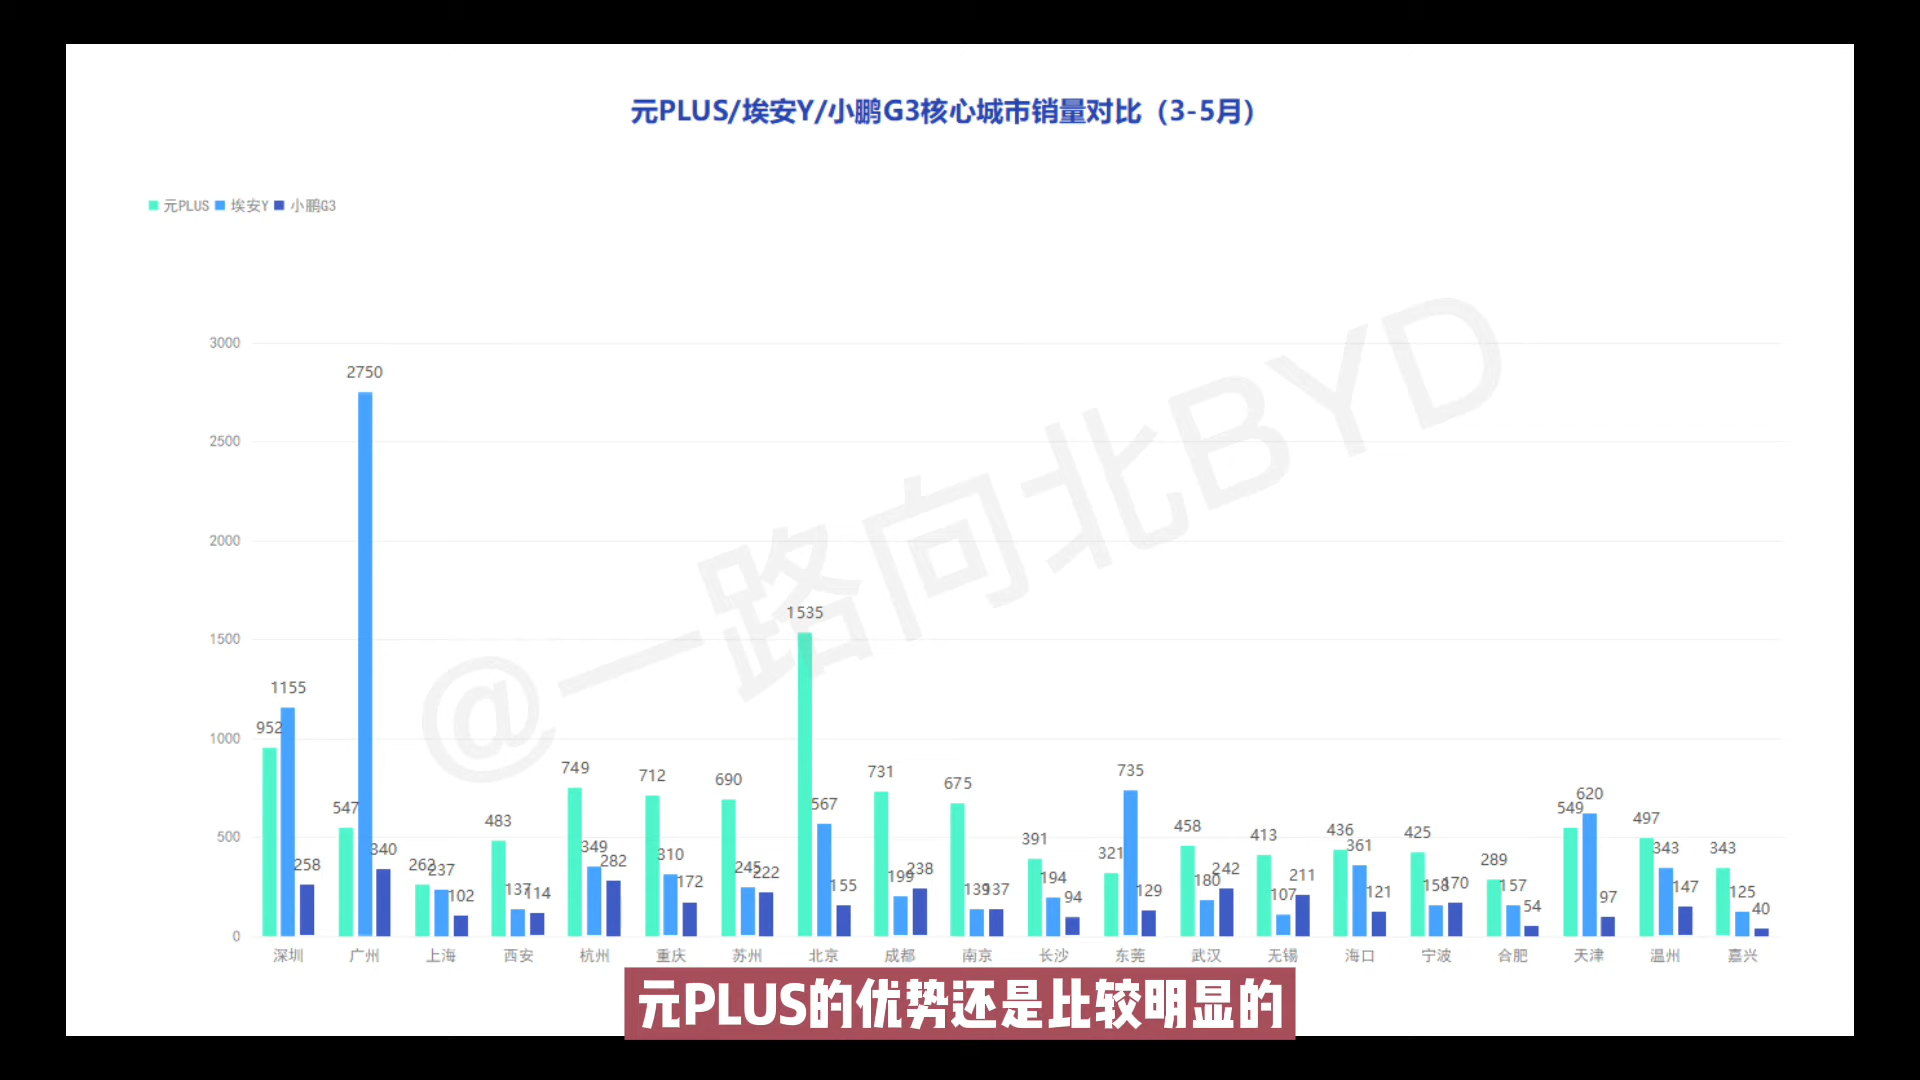 元PLUS/埃安Y/小鹏G3核心城市销量对比（3-5月）
元PLUS 埃安Y 小鹏G3
3000
2500
2000
1500
1000
500
0
952 1155 258
547 2750 340
262 237 102
483 137 114
749 349 282
712 310 172
690 245 222
1535 567 155
731 199 238
675 139 137
391 194 94
321 735 129
458 180 242
413 107 211
436 361 121
425 158 170
289 157 54
549 620 97
497 343 147
343 125 40
深圳 广州 上海 西安 杭州 重庆 苏州 北京 成都 南京 长沙 东莞 武汉 无锡 海口 宁波 合肥 天津 温州 嘉兴
@一路向北BYD
元PLUS的优势还是比较明显的